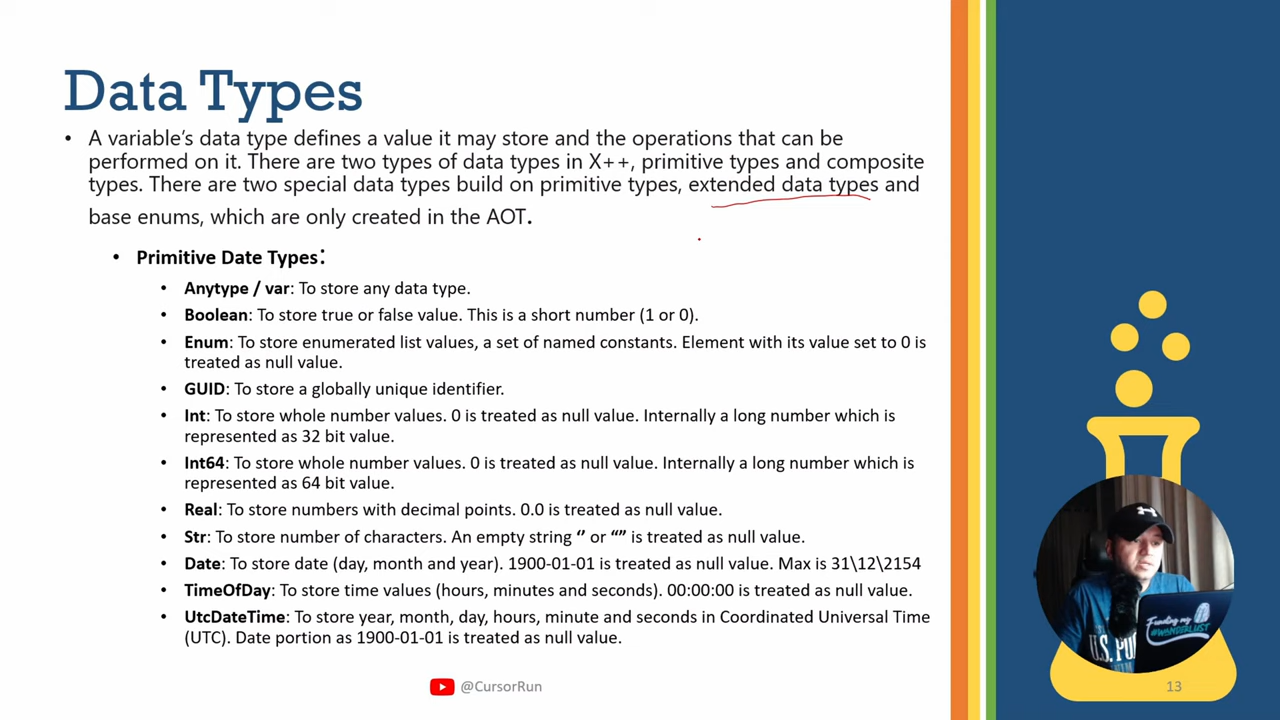 Data Types
• A variable's data type defines a value it may store and the operations that can be
performed on it. There are two types of data types in X++, primitive types and composite
types. There are two special data types build on primitive types, extended data types and
base enums, which are only created in the AOT.
• Primitive Date Types:
• Anytype / var: To store any data type.
• Boolean: To store true or false value. This is a short number (1 or 0).
• Enum: To store enumerated list values, a set of named constants. Element with its value set to 0 is
treated as null value.
• GUID: To store a globally unique identifier.
• Int: To store whole number values. 0 is treated as null value. Internally a long number which is
represented as 32 bit value.
• Int64: To store whole number values. 0 is treated as null value. Internally a long number which is
represented as 64 bit value.
• Real: To store numbers with decimal points. 0.0 is treated as null value.
• Str: To store number of characters. An empty string ‘’ or “” is treated as null value.
• Date: To store date (day, month and year). 1900-01-01 is treated as null value. Max is 31\12\2154
• TimeOfDay: To store time values (hours, minutes and seconds). 00:00:00 is treated as null value.
• UtcDateTime: To store year, month, day, hours, minute and seconds in Coordinated Universal Time
(UTC). Date portion as 1900-01-01 is treated as null value.
Funding my
#WANDERLUST
U.S. PO
@CursorRun
13